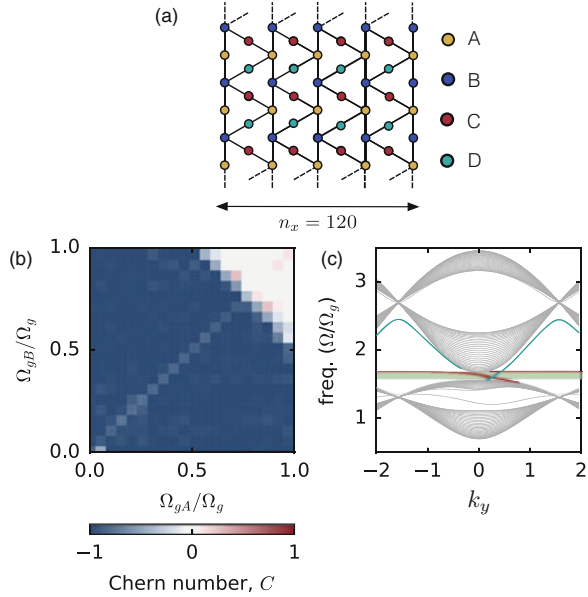 (a)
A
B
C
D
n_x = 120
(b)
1.0
0.5
0.0
Ω_gB/Ω_g
0.0 0.5 1.0
Ω_gA/Ω_g
−1 0 1
Chern number, C
(c)
3
2
1
freq. (Ω/Ω_g)
−2 −1 0 1 2
k_y